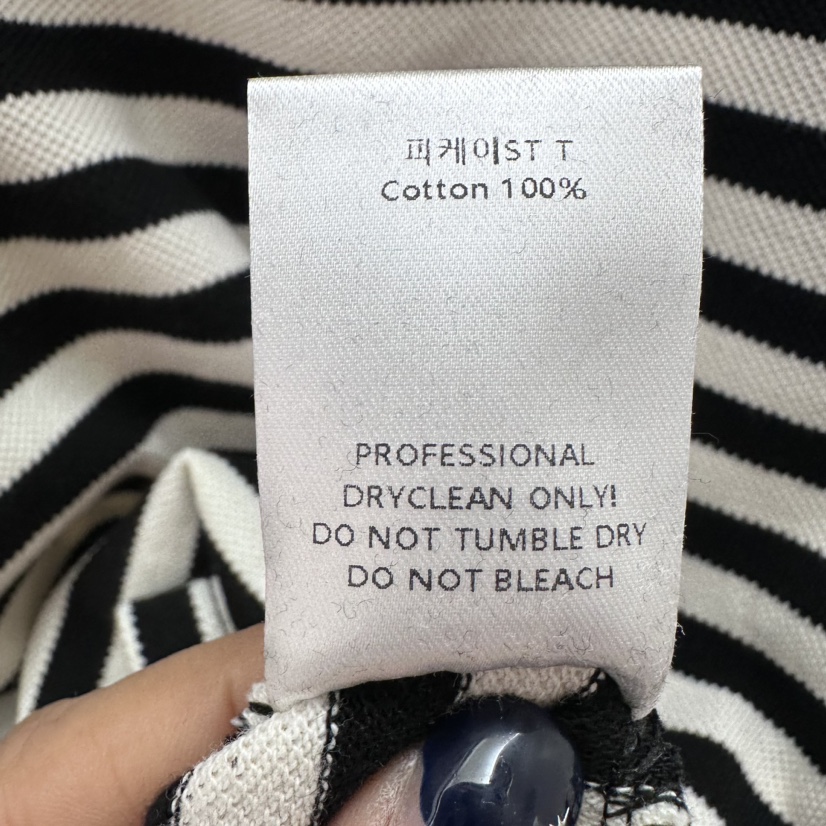 피케이ST T
Cotton 100%
PROFESSIONAL
DRYCLEAN ONLY!
DO NOT TUMBLE DRY
DO NOT BLEACH